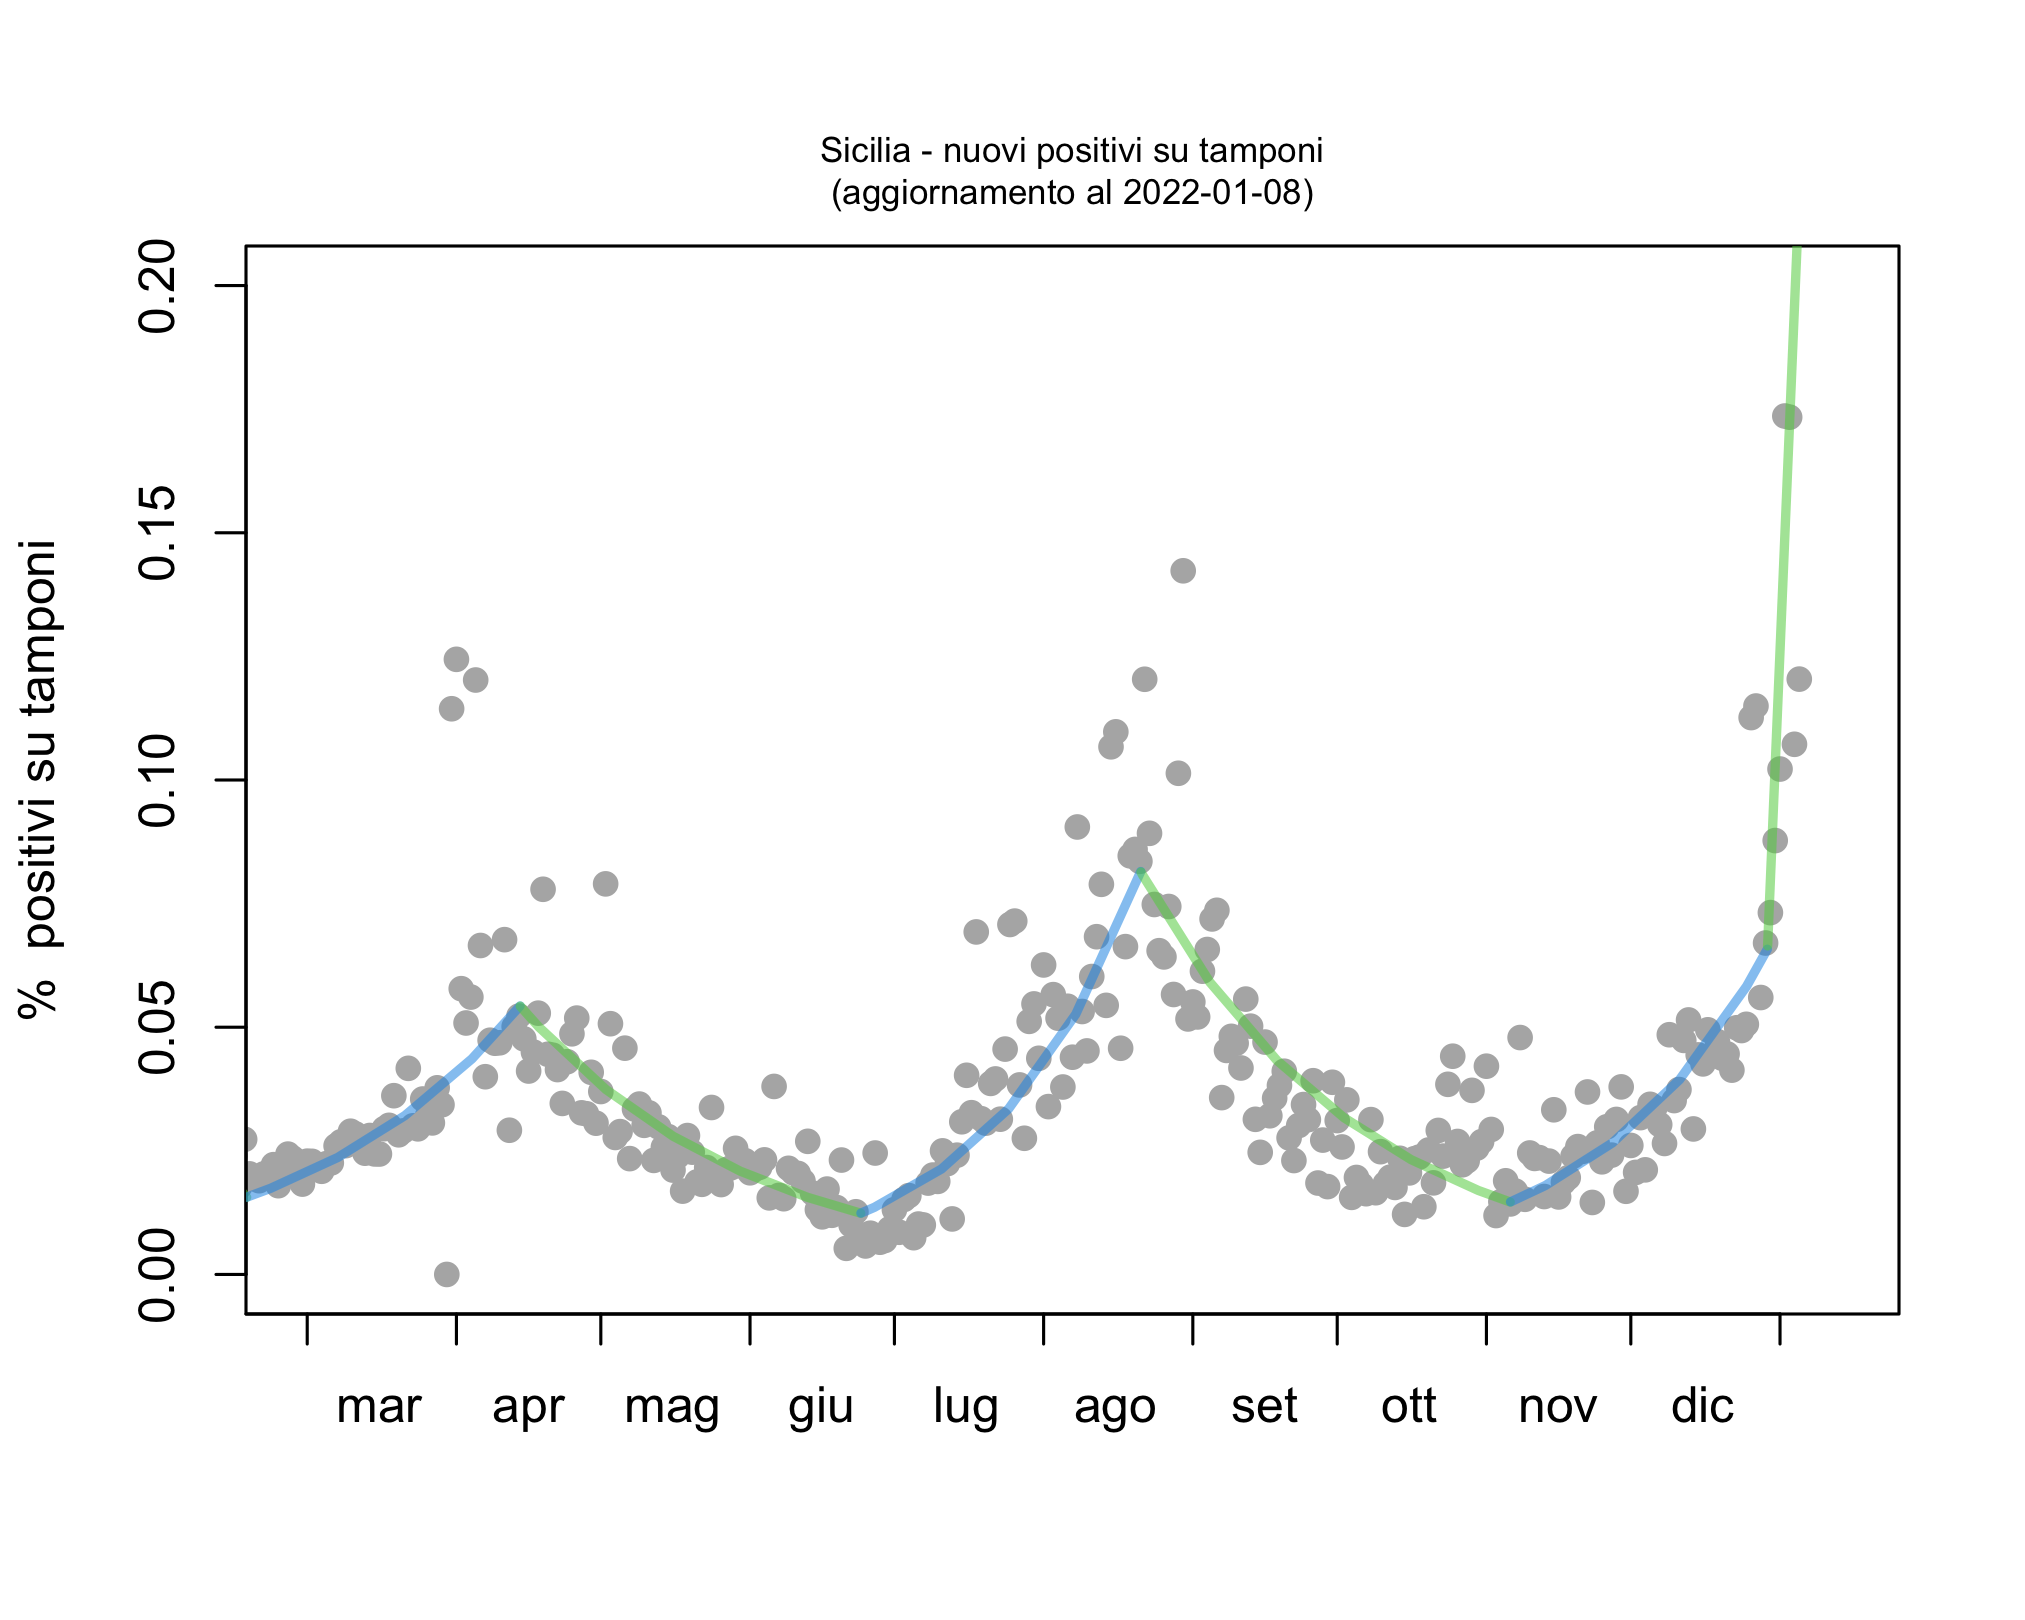 Sicilia - nuovi positivi su tamponi
(aggiornamento al 2022-01-08)
% positivi su tamponi
0.20
0.15
0.10
0.05
0.00
mar apr mag giu lug ago set ott nov dic